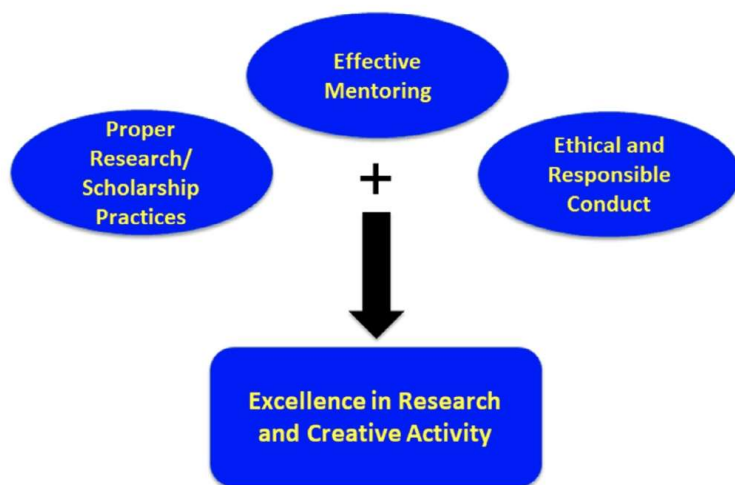 Effective
Mentoring
Proper
Research/
Scholarship
Practices
+
Ethical and
Responsible
Conduct
Excellence in Research
and Creative Activity